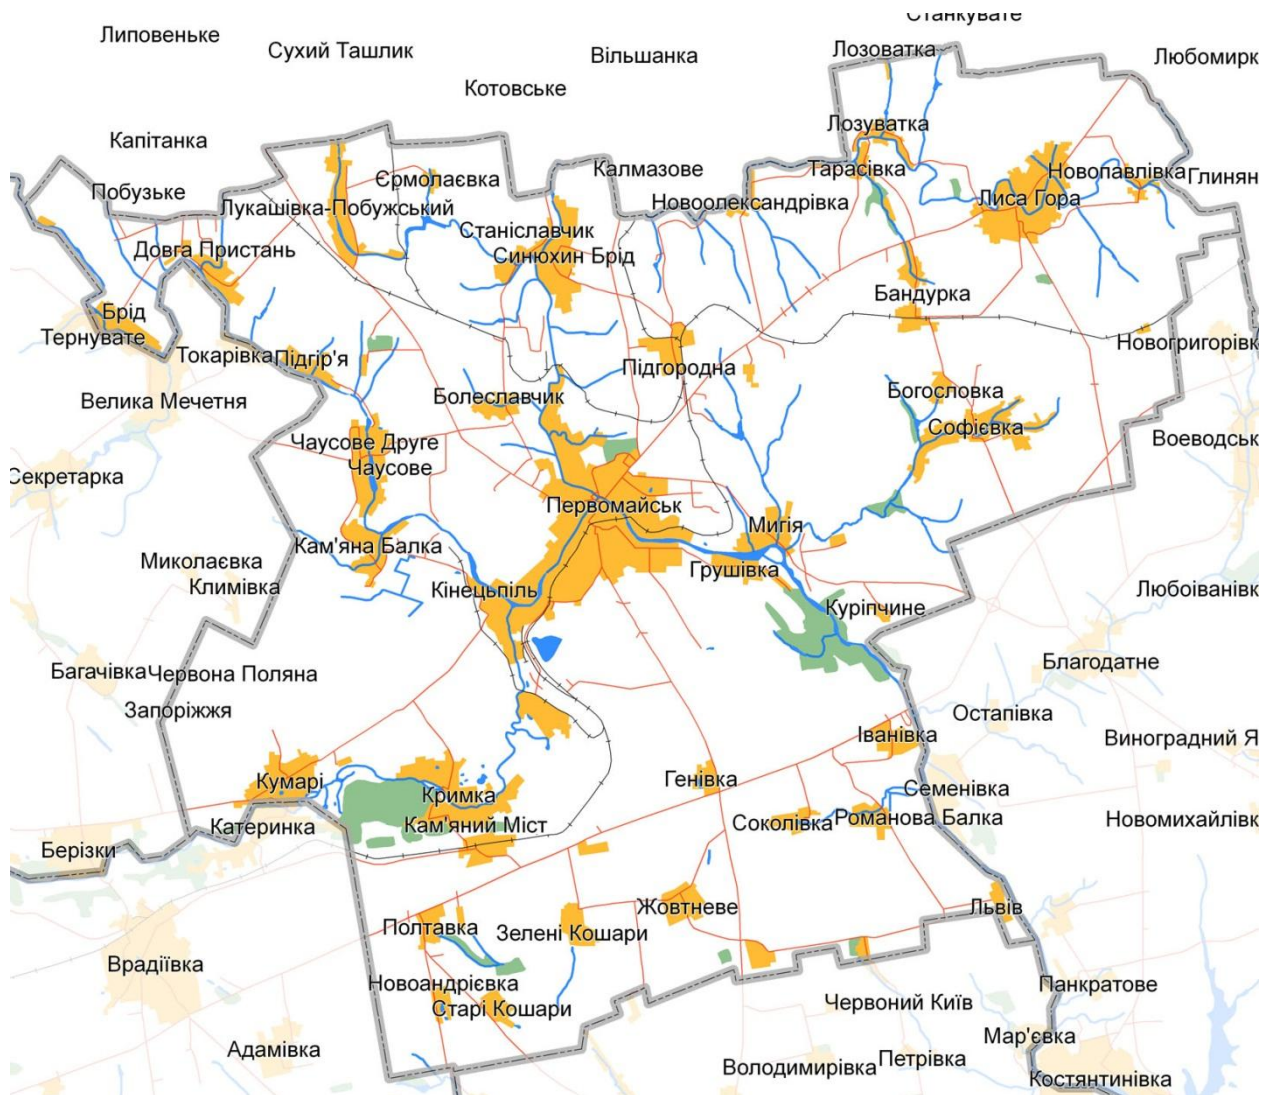 Станкувате
Липовеньке
Сухий Ташлик
Вільшанка
Лозоватка
Любомирк
Котовське
Капітанка
Лозуватка
Калмазове
Тарасівка
Новопавлівка
Глинян
Єрмолаєвка
Побузьке
Лукашівка-Побужський
Новоолександрівка
Лиса Гора
Станіславчик
Довга Пристань
Синюхин Брід
Бандурка
Брід
Тернувате
Токарівка
Підгір'я
Підгородна
Новогригорівк
Велика Мечетня
Болеславчик
Богословка
Софієвка
Чаусове Друге
Воеводськ
Чаусове
Секретарка
Первомайськ
Мигія
Кам'яна Балка
Миколаєвка
Климівка
Кінецьпіль
Грушівка
Куріпчине
Любоіванівк
Багачівка
Червона Поляна
Благодатне
Запоріжжя
Остапівка
Іванівка
Виноградний Я
Кумарі
Генівка
Кримка
Семенівка
Катеринка
Кам'яний Міст
Соколівка
Романова Балка
Новомихайлівк
Берізки
Жовтневе
Львів
Полтавка
Зелені Кошари
Врадіївка
Новоандрієвка
Панкратове
Старі Кошари
Червоний Київ
Мар'євка
Адамівка
Володимирівка
Петрівка
Костянтинівка